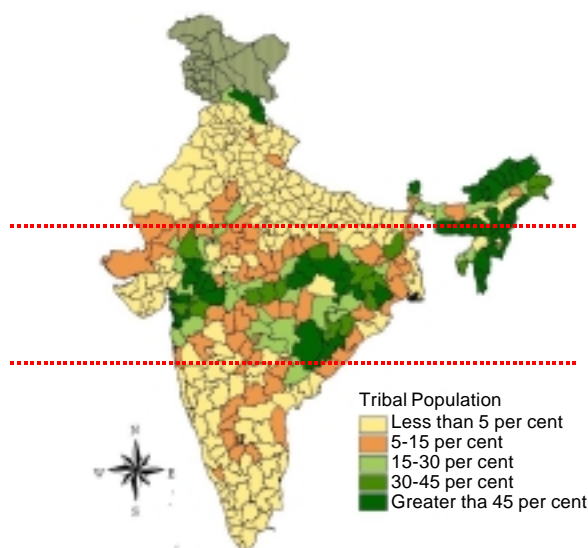 N
W
E
S
Tribal Population
Less than 5 per cent
5-15 per cent
15-30 per cent
30-45 per cent
Greater tha 45 per cent